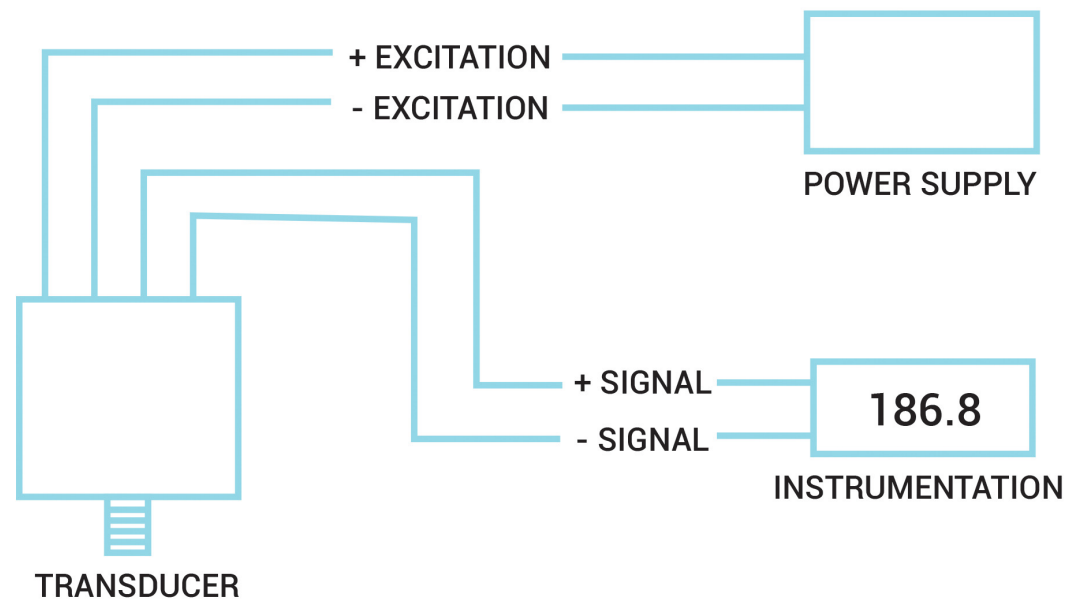 + EXCITATION
- EXCITATION
POWER SUPPLY
+ SIGNAL
- SIGNAL
186.8
INSTRUMENTATION
TRANSDUCER